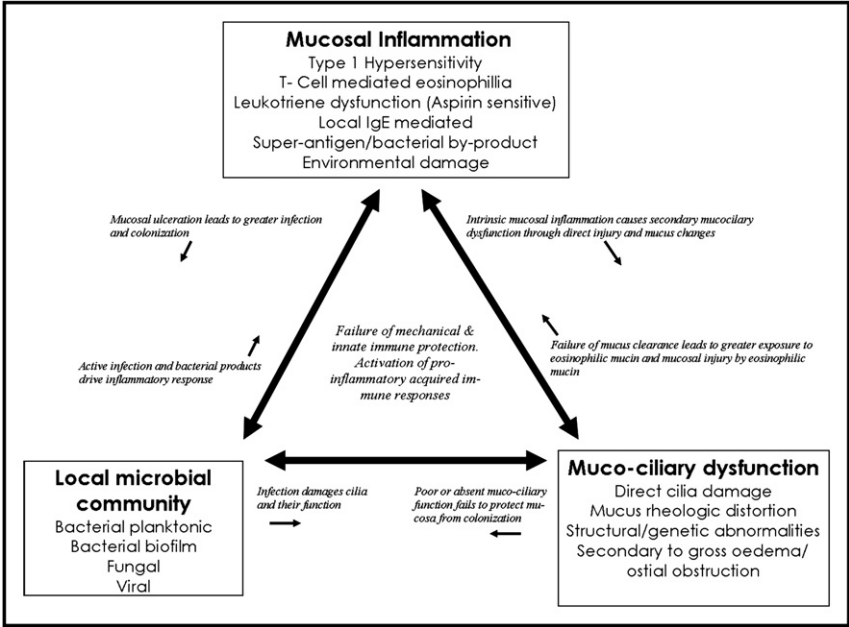 Mucosal Inflammation
Type 1 Hypersensitivity
T- Cell mediated eosinophillia
Leukotriene dysfunction (Aspirin sensitive)
Local IgE mediated
Super-antigen/bacterial by-product
Environmental damage
Mucosal ulceration leads to greater infection
and colonization
Intrinsic mucosal inflammation causes secondary mucocilary
dysfunction through direct injury and mucus changes
Failure of mechanical &
innate immune protection.
Activation of pro-
inflammatory acquired im-
mune responses
Active infection and bacterial products
drive inflammatory response
Failure of mucus clearance leads to greater exposure to
eosinophilic mucin and mucosal injury by eosinophilic
mucin
Local microbial
community
Bacterial planktonic
Bacterial biofilm
Fungal
Viral
Infection damages cilia
and their function
Poor or absent muco-ciliary
function fails to protect mu-
cosa from colonization
Muco-ciliary dysfunction
Direct cilia damage
Mucus rheologic distortion
Structural/genetic abnormalities
Secondary to gross oedema/
ostial obstruction